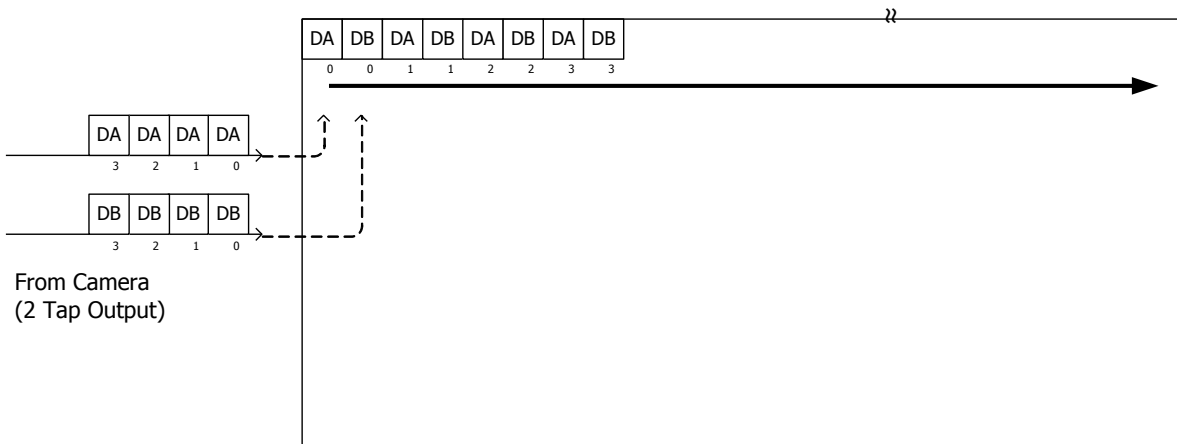 DA DB DA DB DA DB DA DB
0 0 1 1 2 2 3 3
DA DA DA DA
3 2 1 0
DB DB DB DB
3 2 1 0
From Camera
(2 Tap Output)